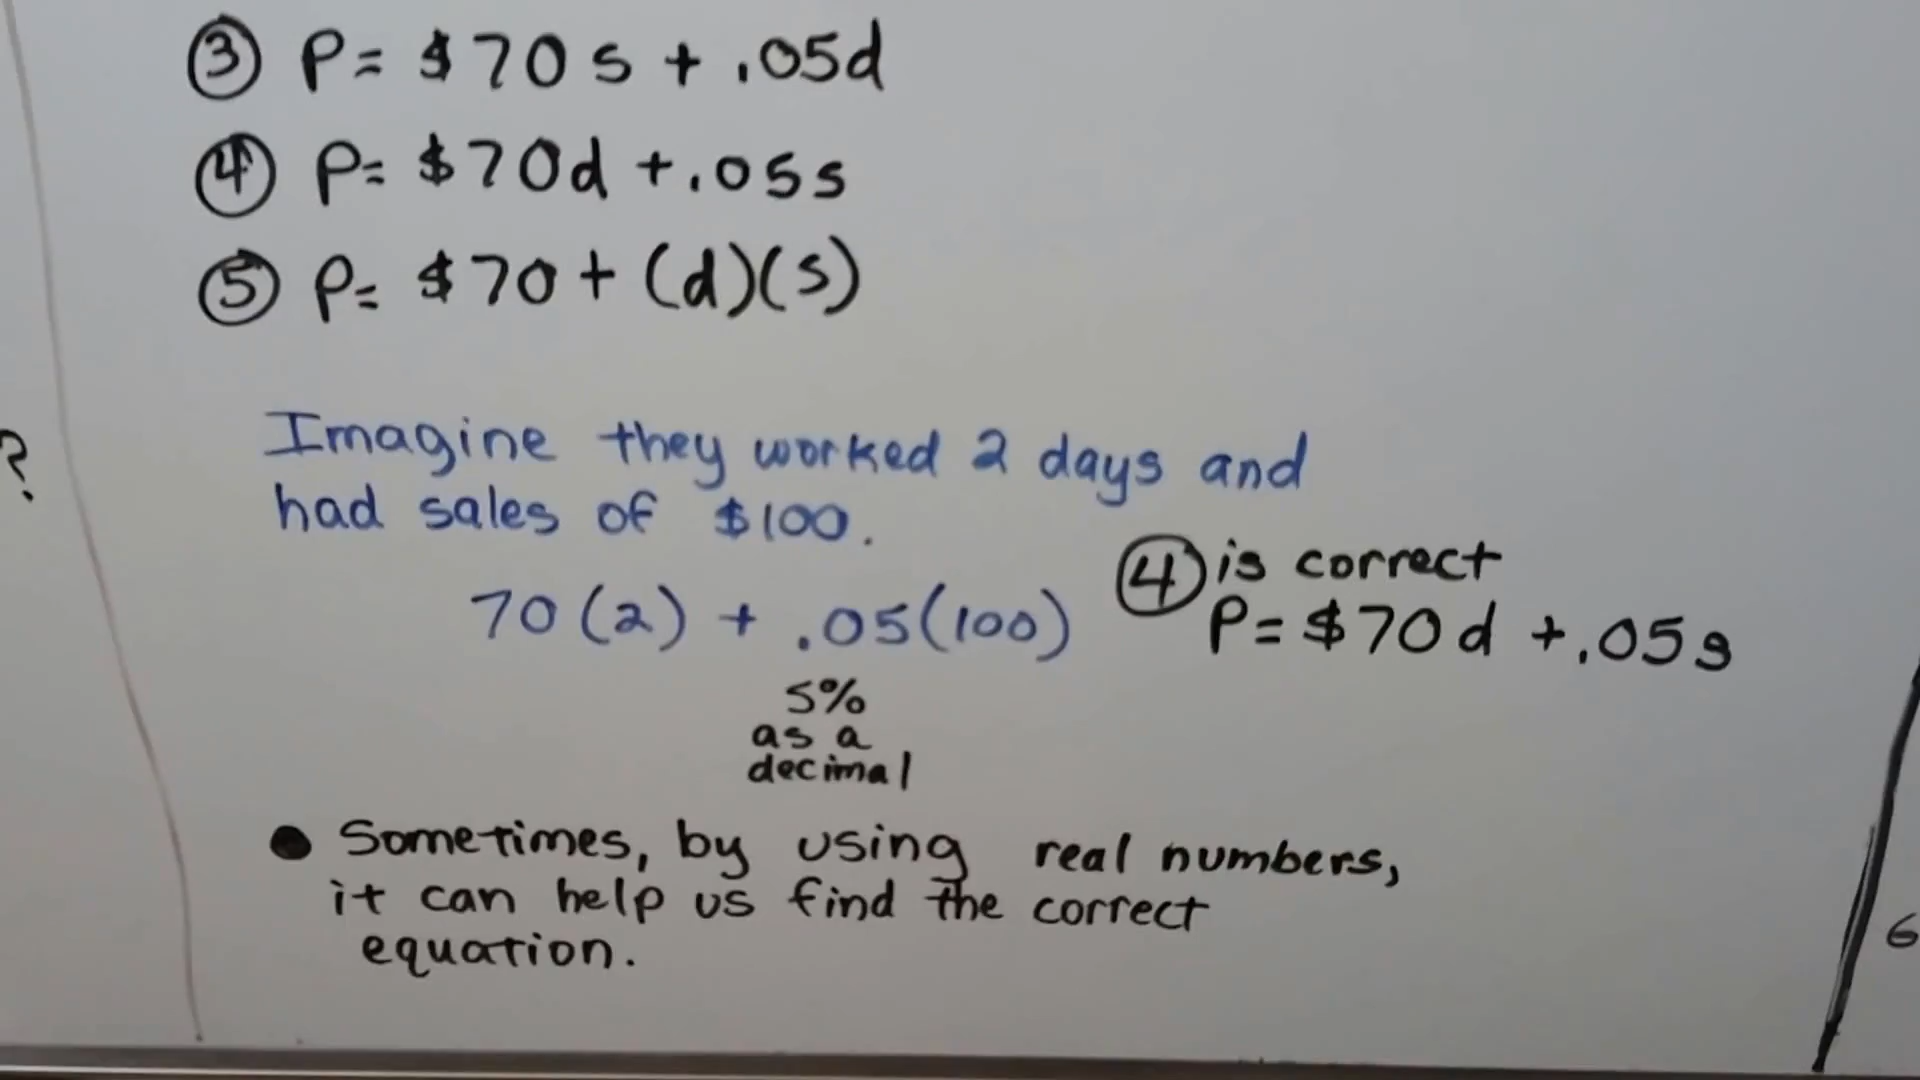 ③ P = $70s + .05d
④ P = $70d + .05s
⑤ P = $70 + (d)(s)
?
Imagine they worked 2 days and
had sales of $100.
70(2) + .05(100)
5%
as a
decimal
④ is correct
P = $70d + .05s
● Sometimes, by using real numbers,
it can help us find the correct
equation.
6